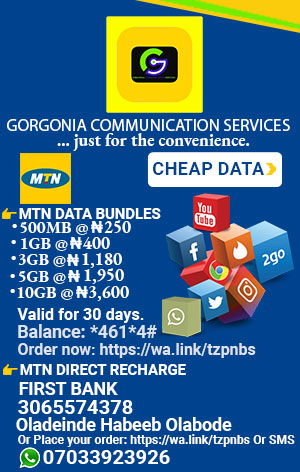 GORGONIA COMMUNICATION SERVICES
... just for the convenience.
MTN
CHEAP DATA
MTN DATA BUNDLES
• 500MB @ ₦250
• 1GB @ ₦400
• 3GB @ ₦ 1,180
• 5GB @ ₦ 1,950
• 10GB @ ₦3,600
You Tube
2go
Valid for 30 days.
Balance: *461*4#
Order now: https://wa.link/tzpnbs
MTN DIRECT RECHARGE
FIRST BANK
3065574378
Oladeinde Habeeb Olabode
Or Place your order: https://wa.link/tzpnbs Or SMS
07033923926